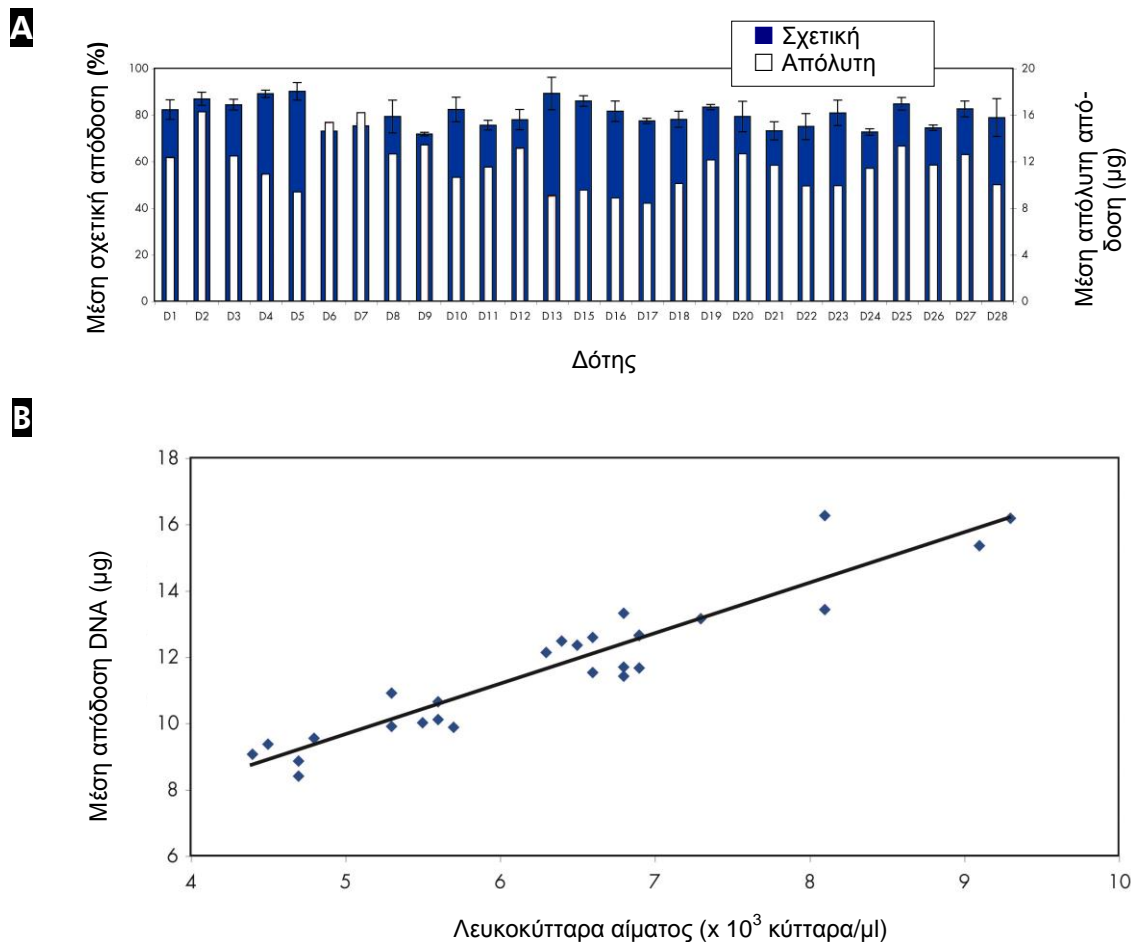 A
Σχετική
Απόλυτη
Μέση σχετική απόδοση (%)
100
80
60
40
20
0
20
16
12
8
4
0
Μέση απόλυτη από-
δοση (µg)
D1 D2 D3 D4 D5 D6 D7 D8 D9 D10 D11 D12 D13 D15 D16 D17 D18 D19 D20 D21 D22 D23 D24 D25 D26 D27 D28
Δότης
B
Μέση απόδοση DNA (µg)
18
16
14
12
10
8
6
4 5 6 7 8 9 10
Λευκοκύτταρα αίματος (x 10³ κύτταρα/µl)